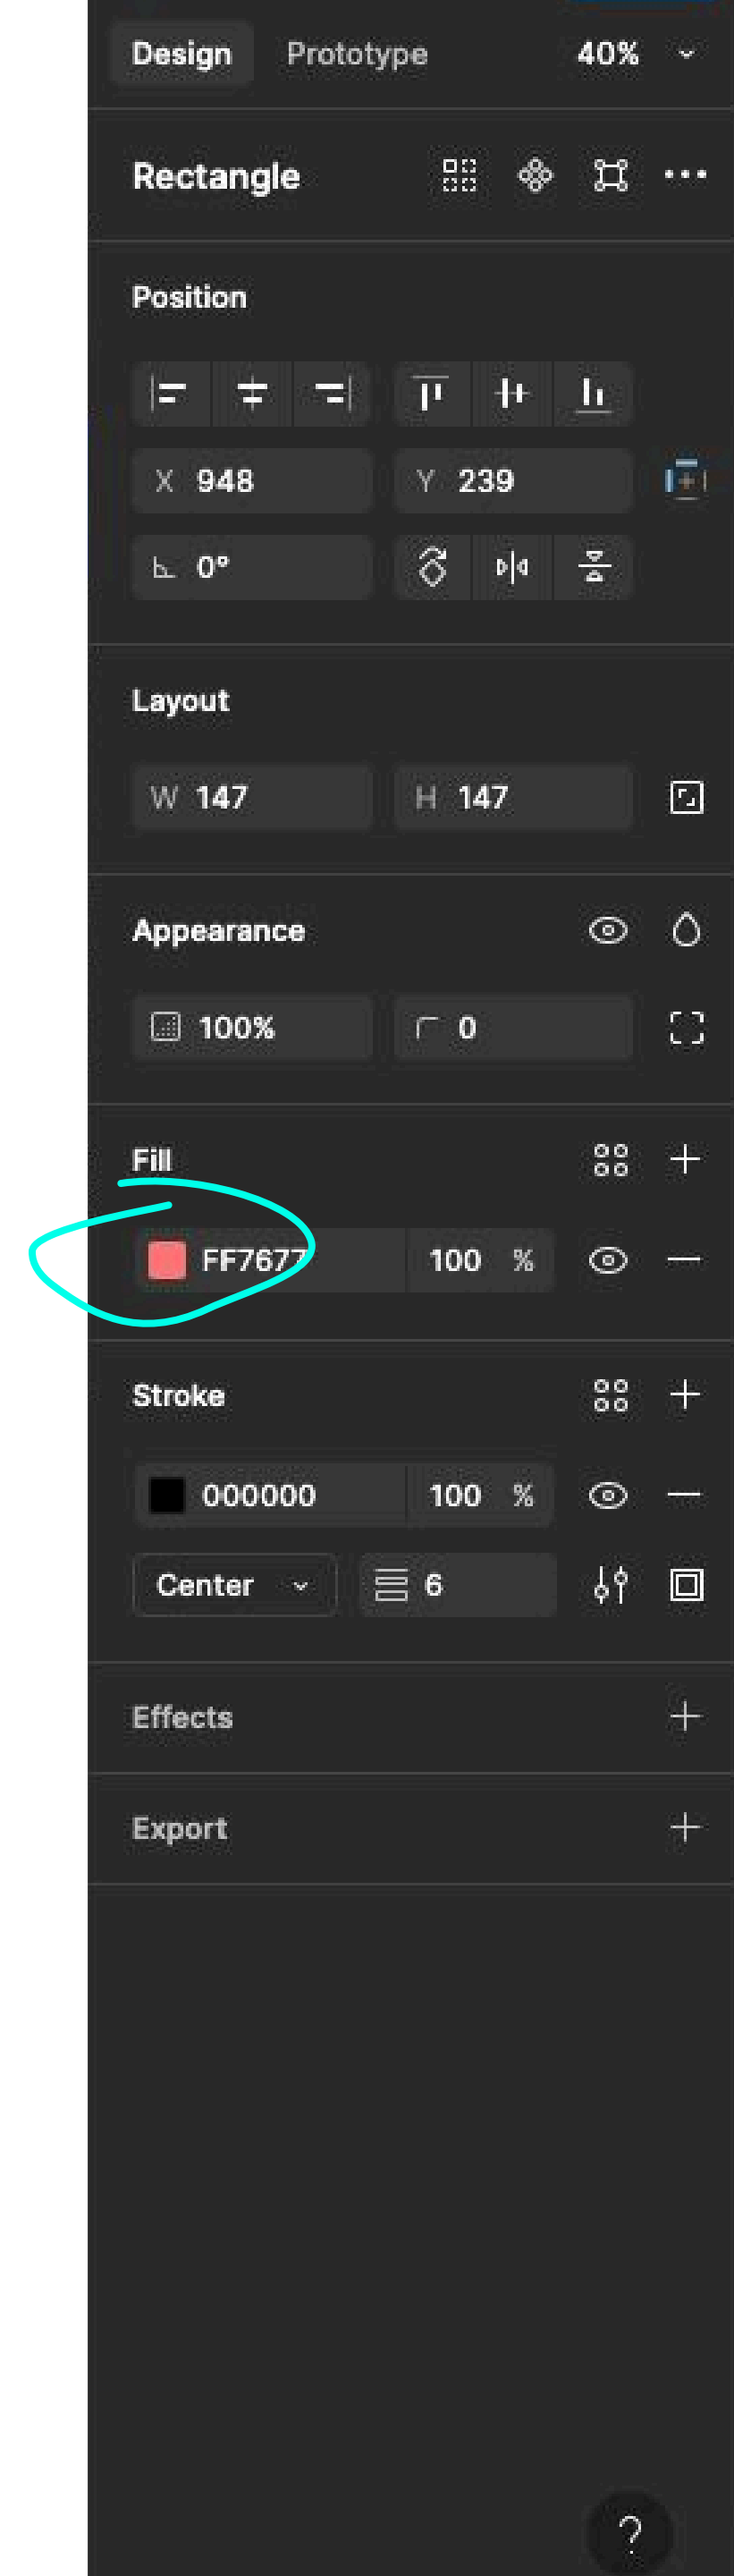 Design Prototype 40%
Rectangle
Position
X 948 Y 239
0°
Layout
W 147 H 147
Appearance
100% 0
Fill
FF7677 100 %
Stroke
000000 100 %
Center 6
Effects
Export
?